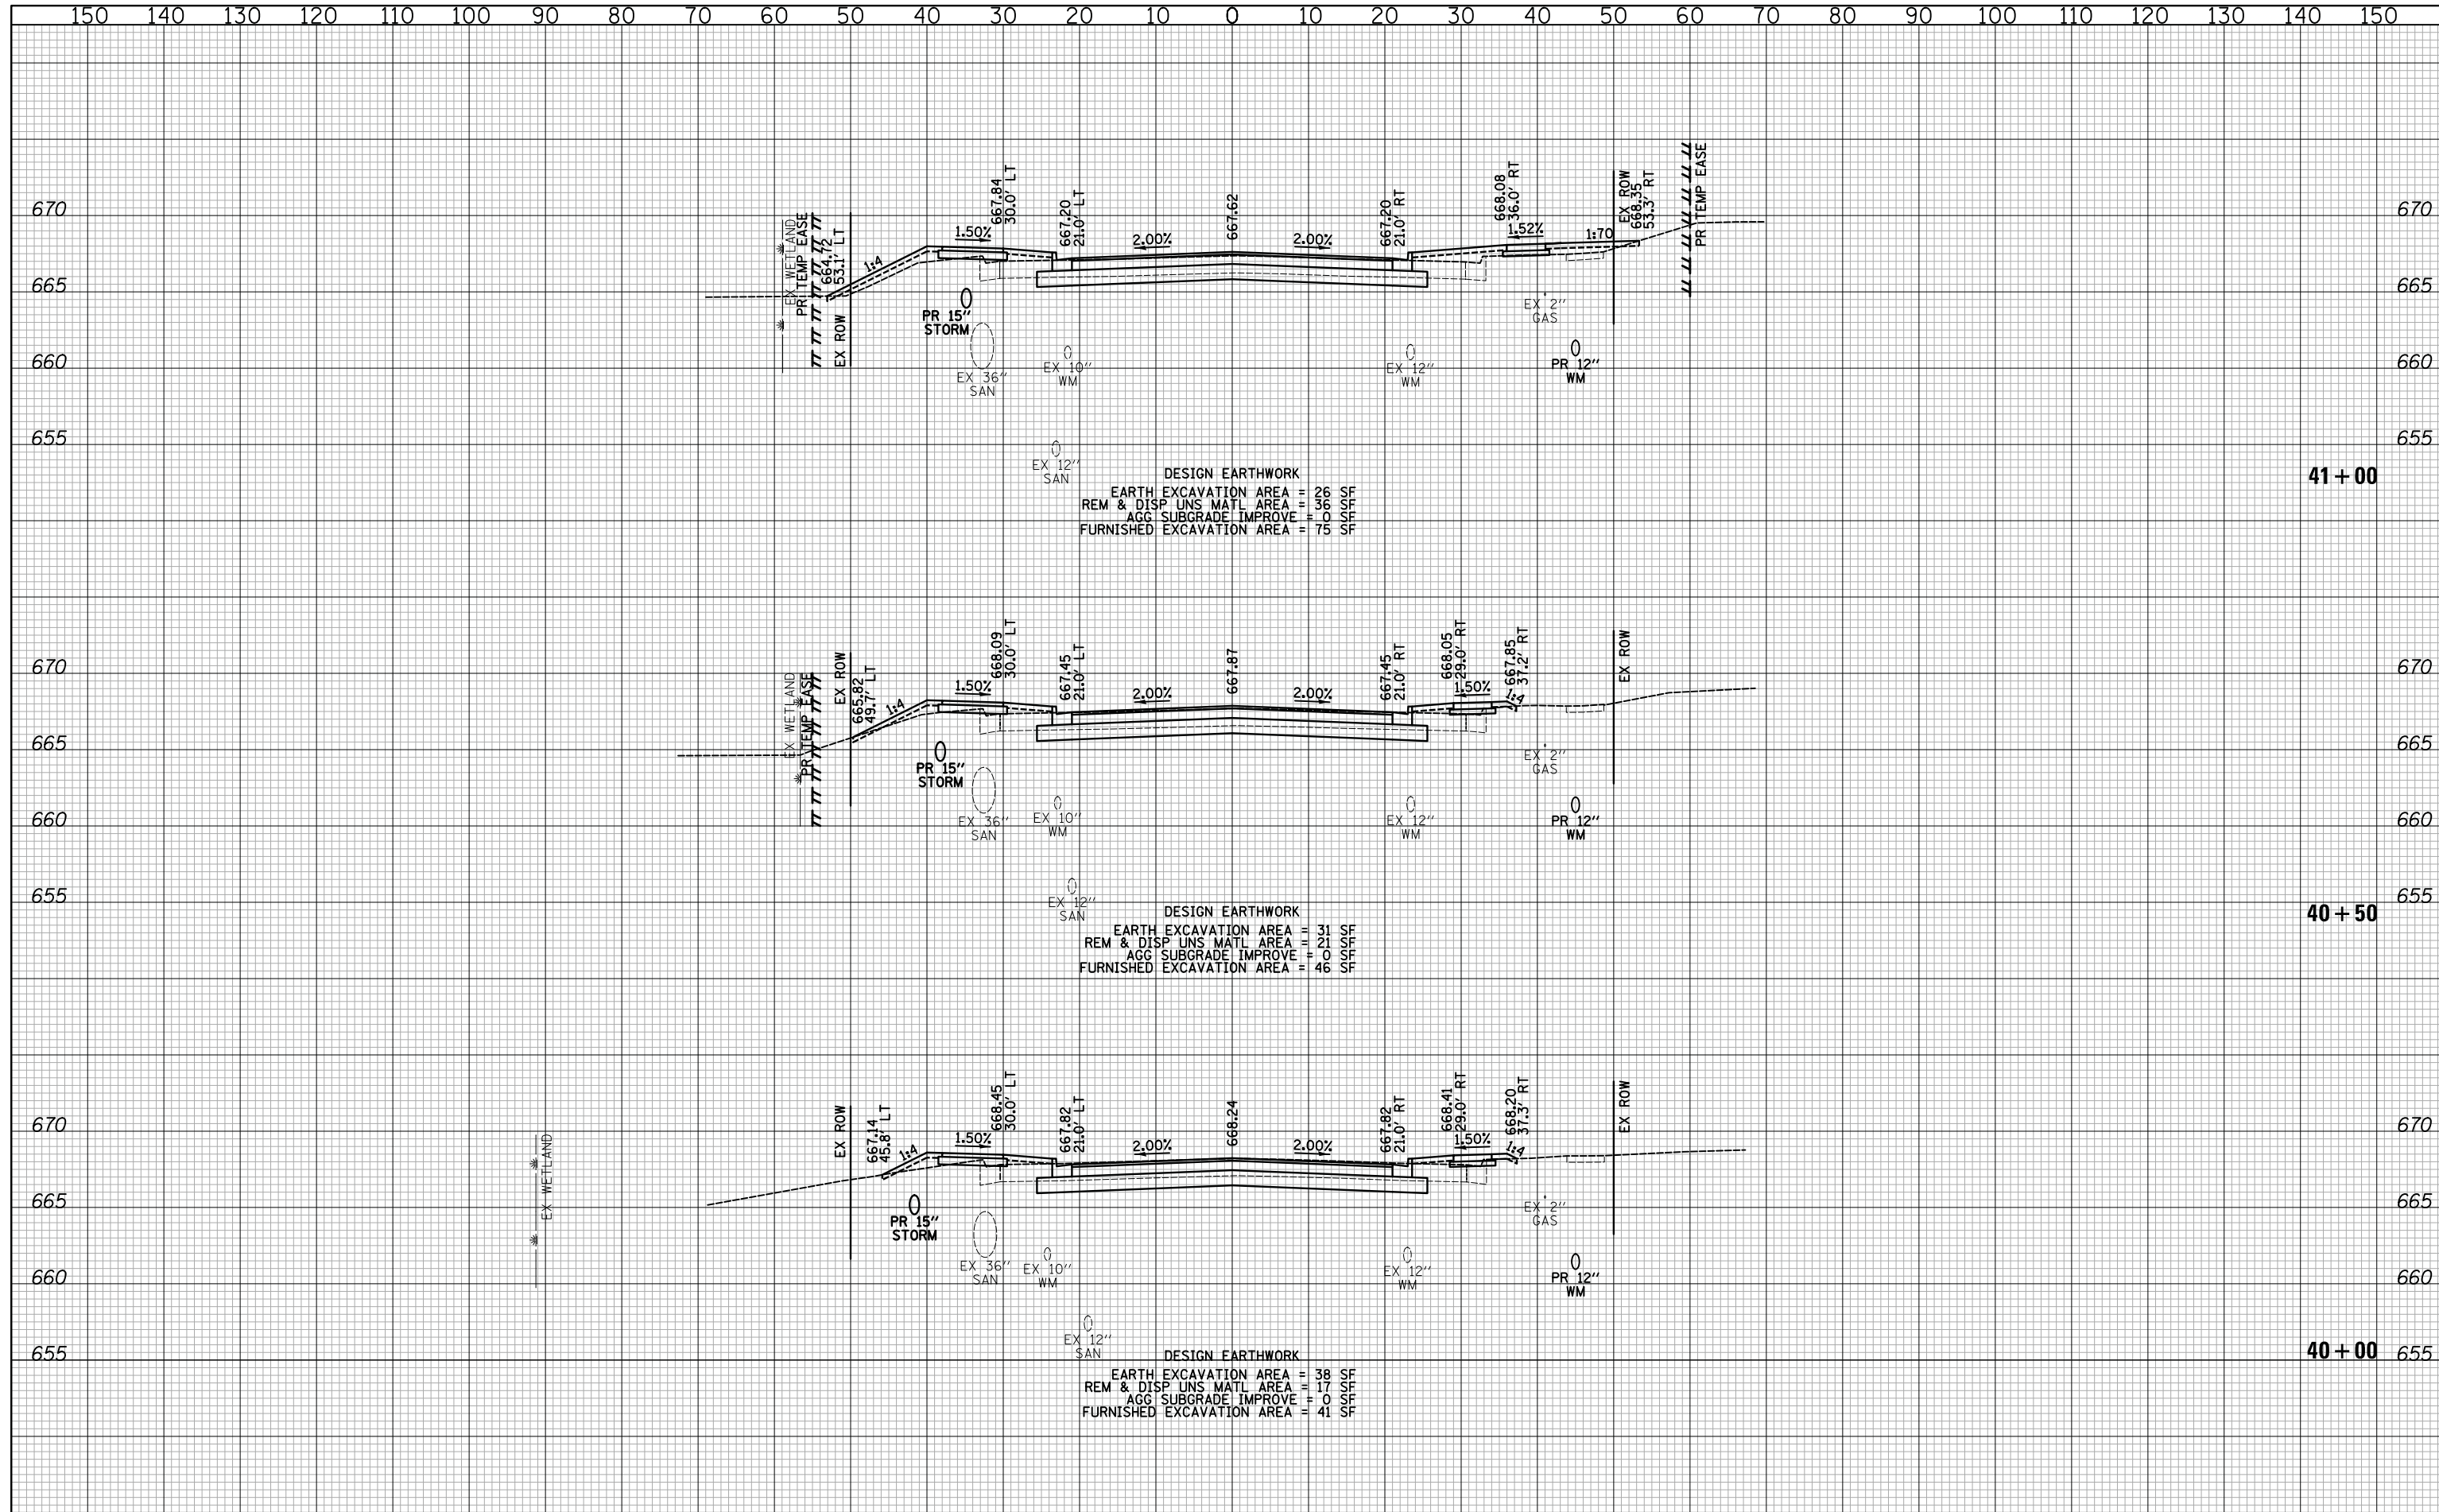 150 140 130 120 110 100 90 80 70 60 50 40 30 20 10 0 10 20 30 40 50 60 70 80 90 100 110 120 130 140 150
670
665
660
655
EX WETLAND
PR TEMP EASE
664.72
53.1' LT
EX ROW
1:4
1.50%
667.84
30.0' LT
667.20
21.0' LT
2.00%
667.62
2.00%
667.20
21.0' RT
668.08
36.0' RT
1.52%
1:70
EX ROW
668.35
53.3' RT
PR TEMP EASE
670
665
660
655
PR 15"
STORM
EX 36"
SAN
EX 10"
WM
EX 12"
WM
EX 2"
GAS
PR 12"
WM
EX 12"
SAN
41+00
DESIGN EARTHWORK
EARTH EXCAVATION AREA = 26 SF
REM & DISP UNS MATL AREA = 36 SF
AGG SUBGRADE IMPROVE = 0 SF
FURNISHED EXCAVATION AREA = 75 SF
670
665
660
655
EX WETLAND
PR TEMP EASE
EX ROW
665.82
49.7' LT
1:4
1.50%
668.09
30.0' LT
667.45
21.0' LT
2.00%
667.87
2.00%
667.45
21.0' RT
668.05
29.0' RT
1.50%
667.85
37.2' RT
1:4
EX ROW
670
665
660
655
PR 15"
STORM
EX 36"
SAN
EX 10"
WM
EX 12"
WM
EX 2"
GAS
PR 12"
WM
EX 12"
SAN
40+50
DESIGN EARTHWORK
EARTH EXCAVATION AREA = 31 SF
REM & DISP UNS MATL AREA = 21 SF
AGG SUBGRADE IMPROVE = 0 SF
FURNISHED EXCAVATION AREA = 46 SF
670
665
660
655
EX WETLAND
EX ROW
667.14
45.8' LT
1:4
1.50%
668.45
30.0' LT
667.82
21.0' LT
2.00%
668.24
2.00%
667.82
21.0' RT
668.41
29.0' RT
1.50%
668.20
37.3' RT
1:4
EX ROW
670
665
660
655
PR 15"
STORM
EX 36"
SAN
EX 10"
WM
EX 12"
WM
EX 2"
GAS
PR 12"
WM
EX 12"
SAN
40+00
DESIGN EARTHWORK
EARTH EXCAVATION AREA = 38 SF
REM & DISP UNS MATL AREA = 17 SF
AGG SUBGRADE IMPROVE = 0 SF
FURNISHED EXCAVATION AREA = 41 SF